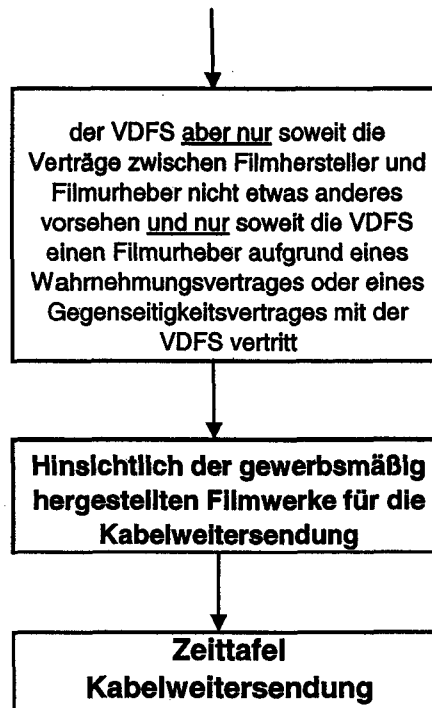 der VDFS aber nur soweit die
Verträge zwischen Filmhersteller und
Filmurheber nicht etwas anderes
vorsehen und nur soweit die VDFS
einen Filmurheber aufgrund eines
Wahrnehmungsvertrages oder eines
Gegenseitigkeitsvertrages mit der
VDFS vertritt
Hinsichtlich der gewerbsmäßig
hergestellten Filmwerke für die
Kabelweitersendung
Zeittafel
Kabelweitersendung